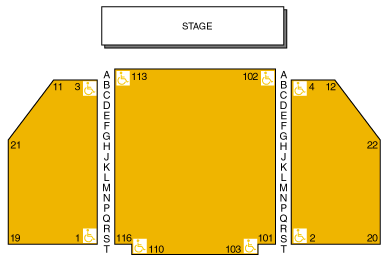 STAGE
A 113 102 A
11 3 B B 4 12
C C
D D
E E
F F
G G
21 H H 22
J J
K K
L L
M M
N N
P P
Q Q
19 1 R 116 101 R 2 20
S S
T 110 103 T